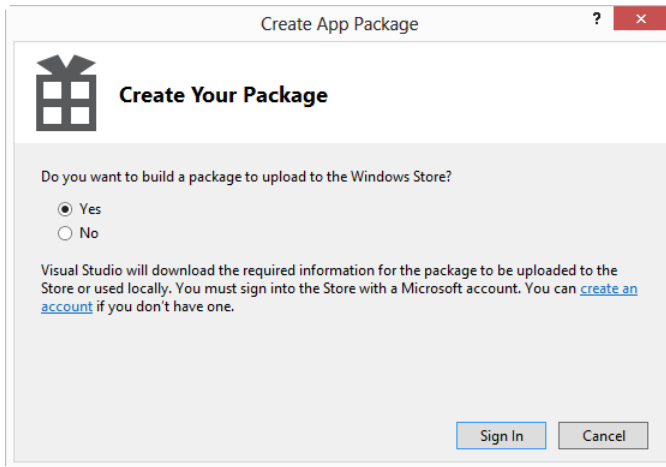 Create App Package
?
Create Your Package
Do you want to build a package to upload to the Windows Store?
Yes
No
Visual Studio will download the required information for the package to be uploaded to the
Store or used locally. You must sign into the Store with a Microsoft account. You can create an
account if you don't have one.
Sign In
Cancel